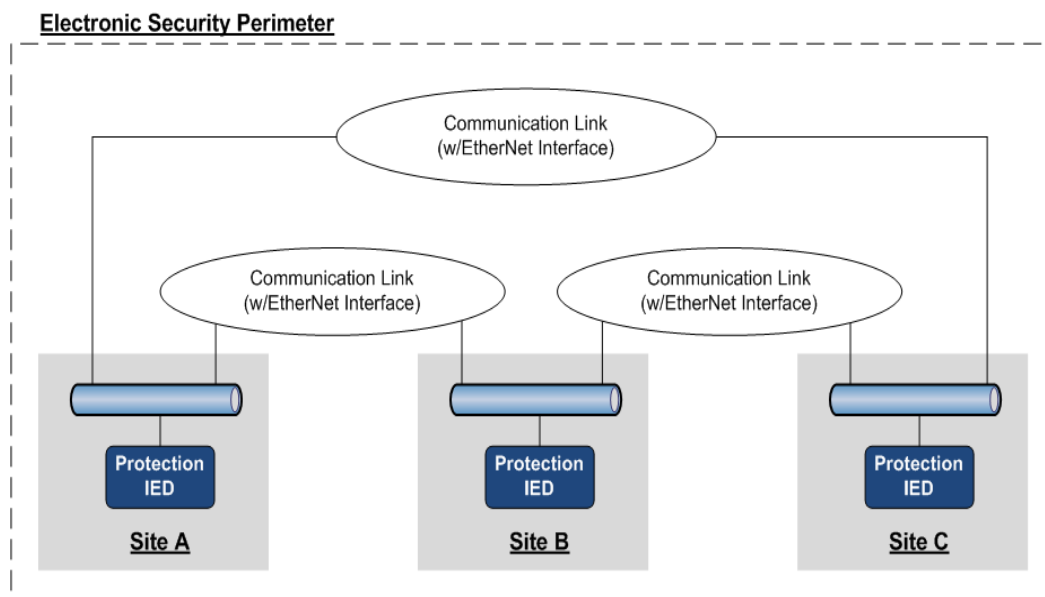 Electronic Security Perimeter
Communication Link
(w/EtherNet Interface)
Communication Link
(w/EtherNet Interface)
Communication Link
(w/EtherNet Interface)
Protection
IED
Protection
IED
Protection
IED
Site A
Site B
Site C